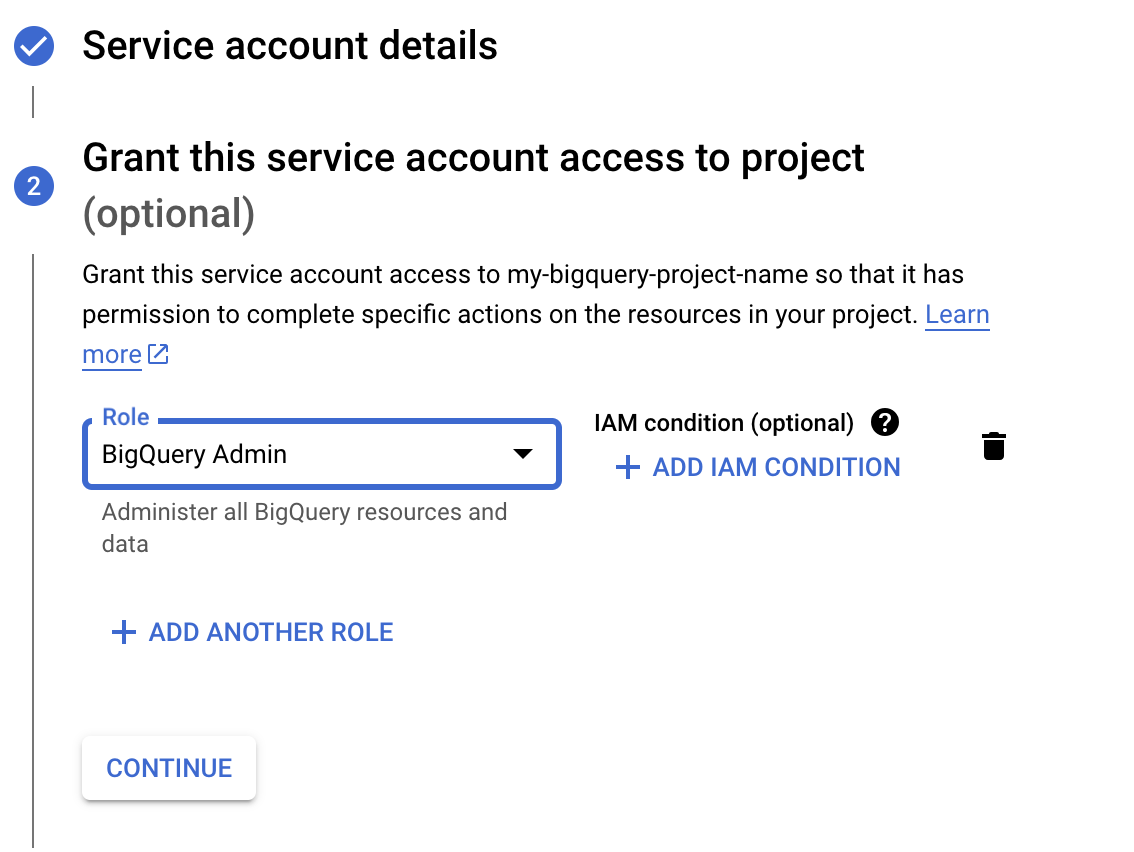 Service account details
2
Grant this service account access to project
(optional)
Grant this service account access to my-bigquery-project-name so that it has
permission to complete specific actions on the resources in your project. Learn
more
Role
BigQuery Admin
Administer all BigQuery resources and
data
IAM condition (optional) ?
+ ADD IAM CONDITION
+ ADD ANOTHER ROLE
CONTINUE